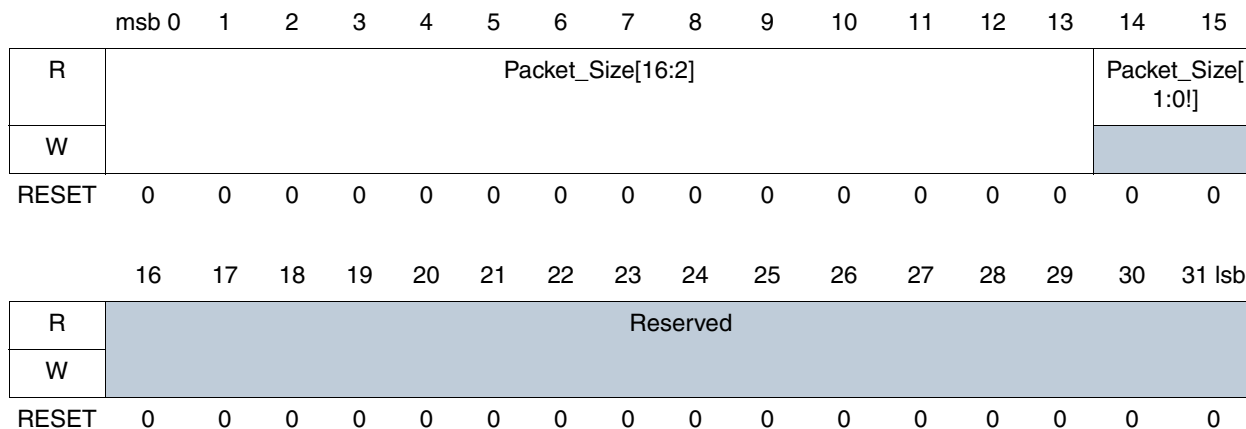 msb 0 1 2 3 4 5 6 7 8 9 10 11 12 13 14 15
R Packet_Size[16:2] Packet_Size[
1:0!]
W
RESET 0 0 0 0 0 0 0 0 0 0 0 0 0 0 0 0
16 17 18 19 20 21 22 23 24 25 26 27 28 29 30 31 lsb
R Reserved
W
RESET 0 0 0 0 0 0 0 0 0 0 0 0 0 0 0 0